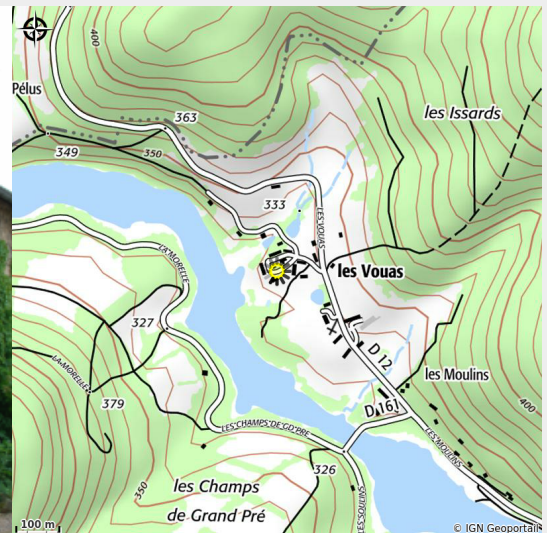 400
Pélus
363
les Issards
349
350
333
LES VOUAS
LA MORELLE
les Vouas
327
D 12
LA MORELLE
les Moulins
379
D 161
400
LES CHAMPS DE GD PRÉ
LES MOULINS
326
350
les Champs
de Grand Pré
LES SOULINS
100 m
© IGN Geoportail